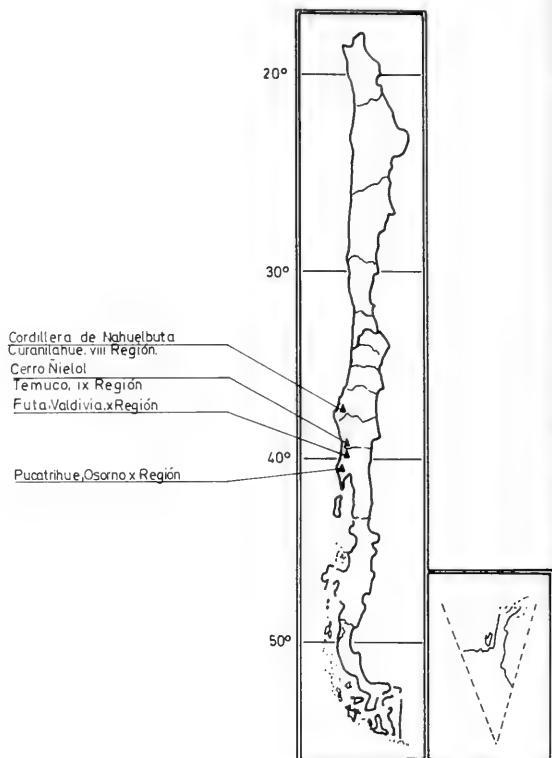 20°
30°
Cordillera de Nahuelbuta
Curanilahue. VIII Región.
Cerro Ñielol
Temuco, IX Región
Futa.Valdivia.x Región
40°
Pucatrihue,Osorno x Región
50°